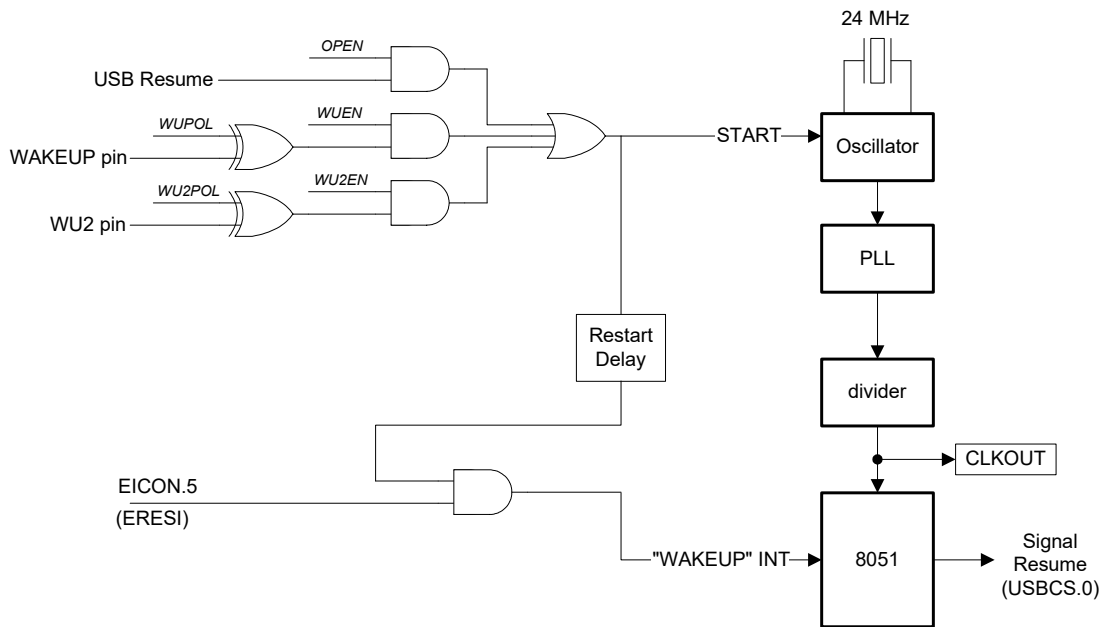 24 MHz
OPEN
USB Resume
WUPOL
WUEN
WAKEUP pin
START
Oscillator
WU2POL
WU2EN
WU2 pin
PLL
Restart
Delay
divider
CLKOUT
EICON.5
(ERESI)
"WAKEUP" INT
8051
Signal
Resume
(USBCS.0)